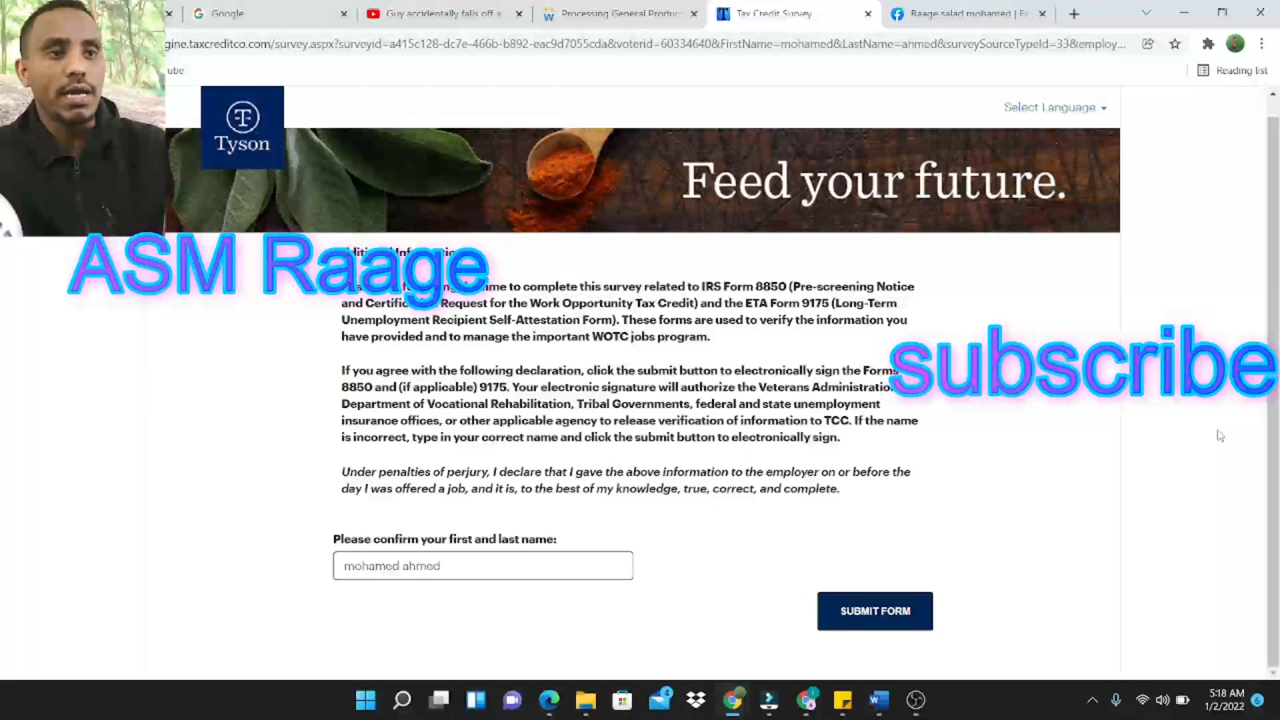 Google
Guy accidentally falls off s
Processing General Produc
Tax Credit Survey
Raage salad mohamed | Fa
gine.taxcreditco.com/survey.aspx?surveyid=a415c128-dc7e-466b-b892-eac9d7055cda&voterid=60334640&FirstName=mohamed&LastName=ahmed&surveySourceTypeId=33&employ...
ube
Reading list
Tyson
Select Language
Feed your future.
ASM Raage
me to complete this survey related to IRS Form 8850 (Pre-screening Notice
and Certific Request for the Work Opportunity Tax Credit) and the ETA Form 9175 (Long-Term
Unemployment Recipient Self-Attestation Form). These forms are used to verify the information you
have provided and to manage the important WOTC jobs program.
subscribe
If you agree with the following declaration, click the submit button to electronically sign the Forms
8850 and (if applicable) 9175. Your electronic signature will authorize the Veterans Administration
Department of Vocational Rehabilitation, Tribal Governments, federal and state unemployment
insurance offices, or other applicable agency to release verification of information to TCC. If the name
is incorrect, type in your correct name and click the submit button to electronically sign.
Under penalties of perjury, I declare that I gave the above information to the employer on or before the
day I was offered a job, and it is, to the best of my knowledge, true, correct, and complete.
Please confirm your first and last name:
mohamed ahmed
SUBMIT FORM
5:18 AM
1/2/2022